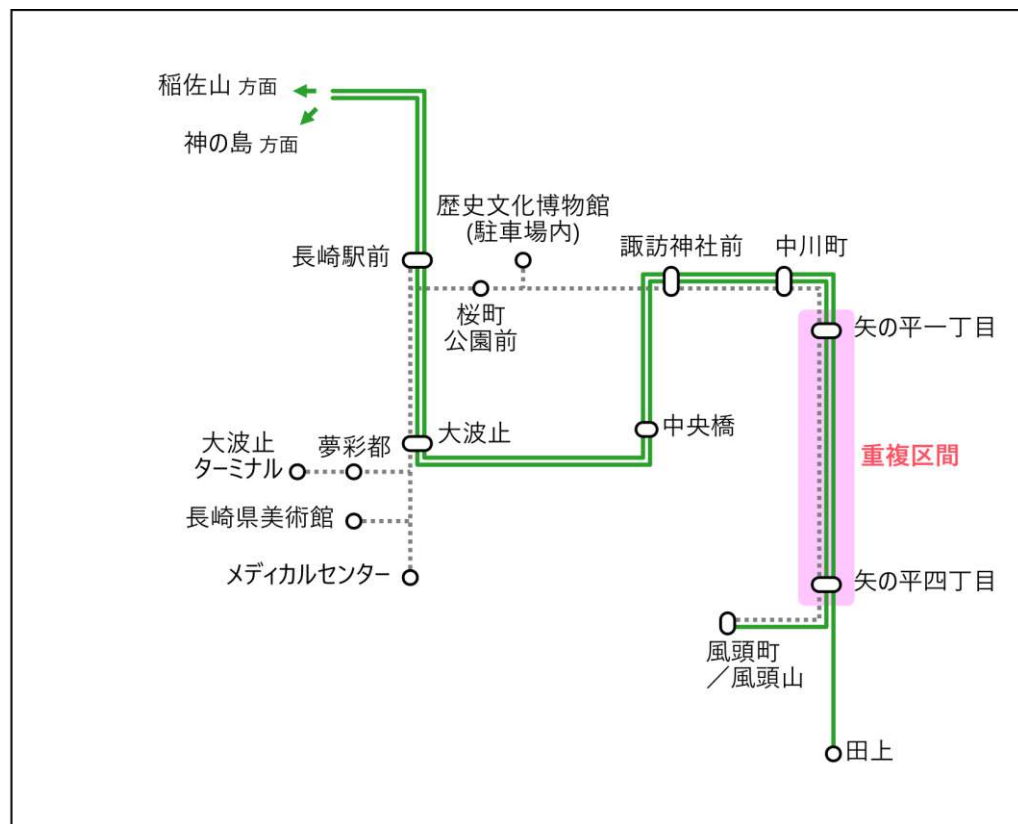 稲佐山 方面
神の島 方面
歴史文化博物館
(駐車場内)
長崎駅前
諏訪神社前
中川町
桜町
公園前
矢の平一丁目
大波止
ターミナル
夢彩都
大波止
中央橋
重複区間
長崎県美術館
メディカルセンター
矢の平四丁目
風頭町
／風頭山
田上